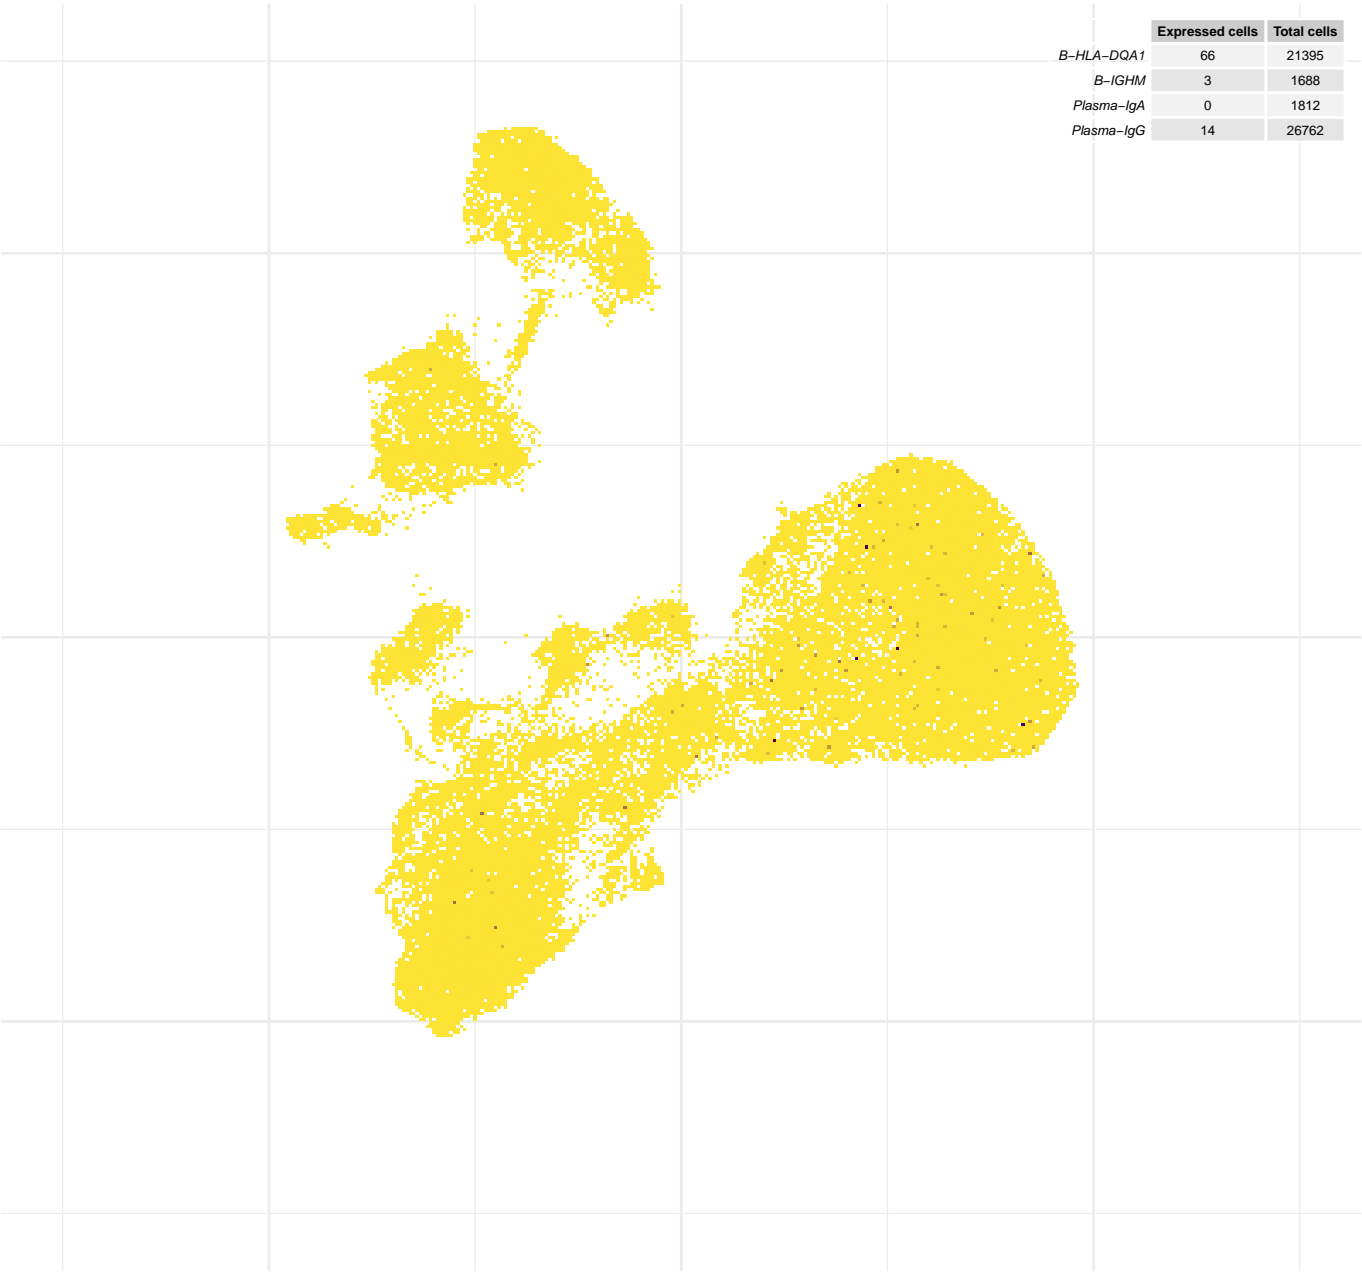 Expressed cells Total cells
B−HLA−DQA1 66 21395
B−IGHM 3 1688
Plasma−IgA 0 1812
Plasma−IgG 14 26762